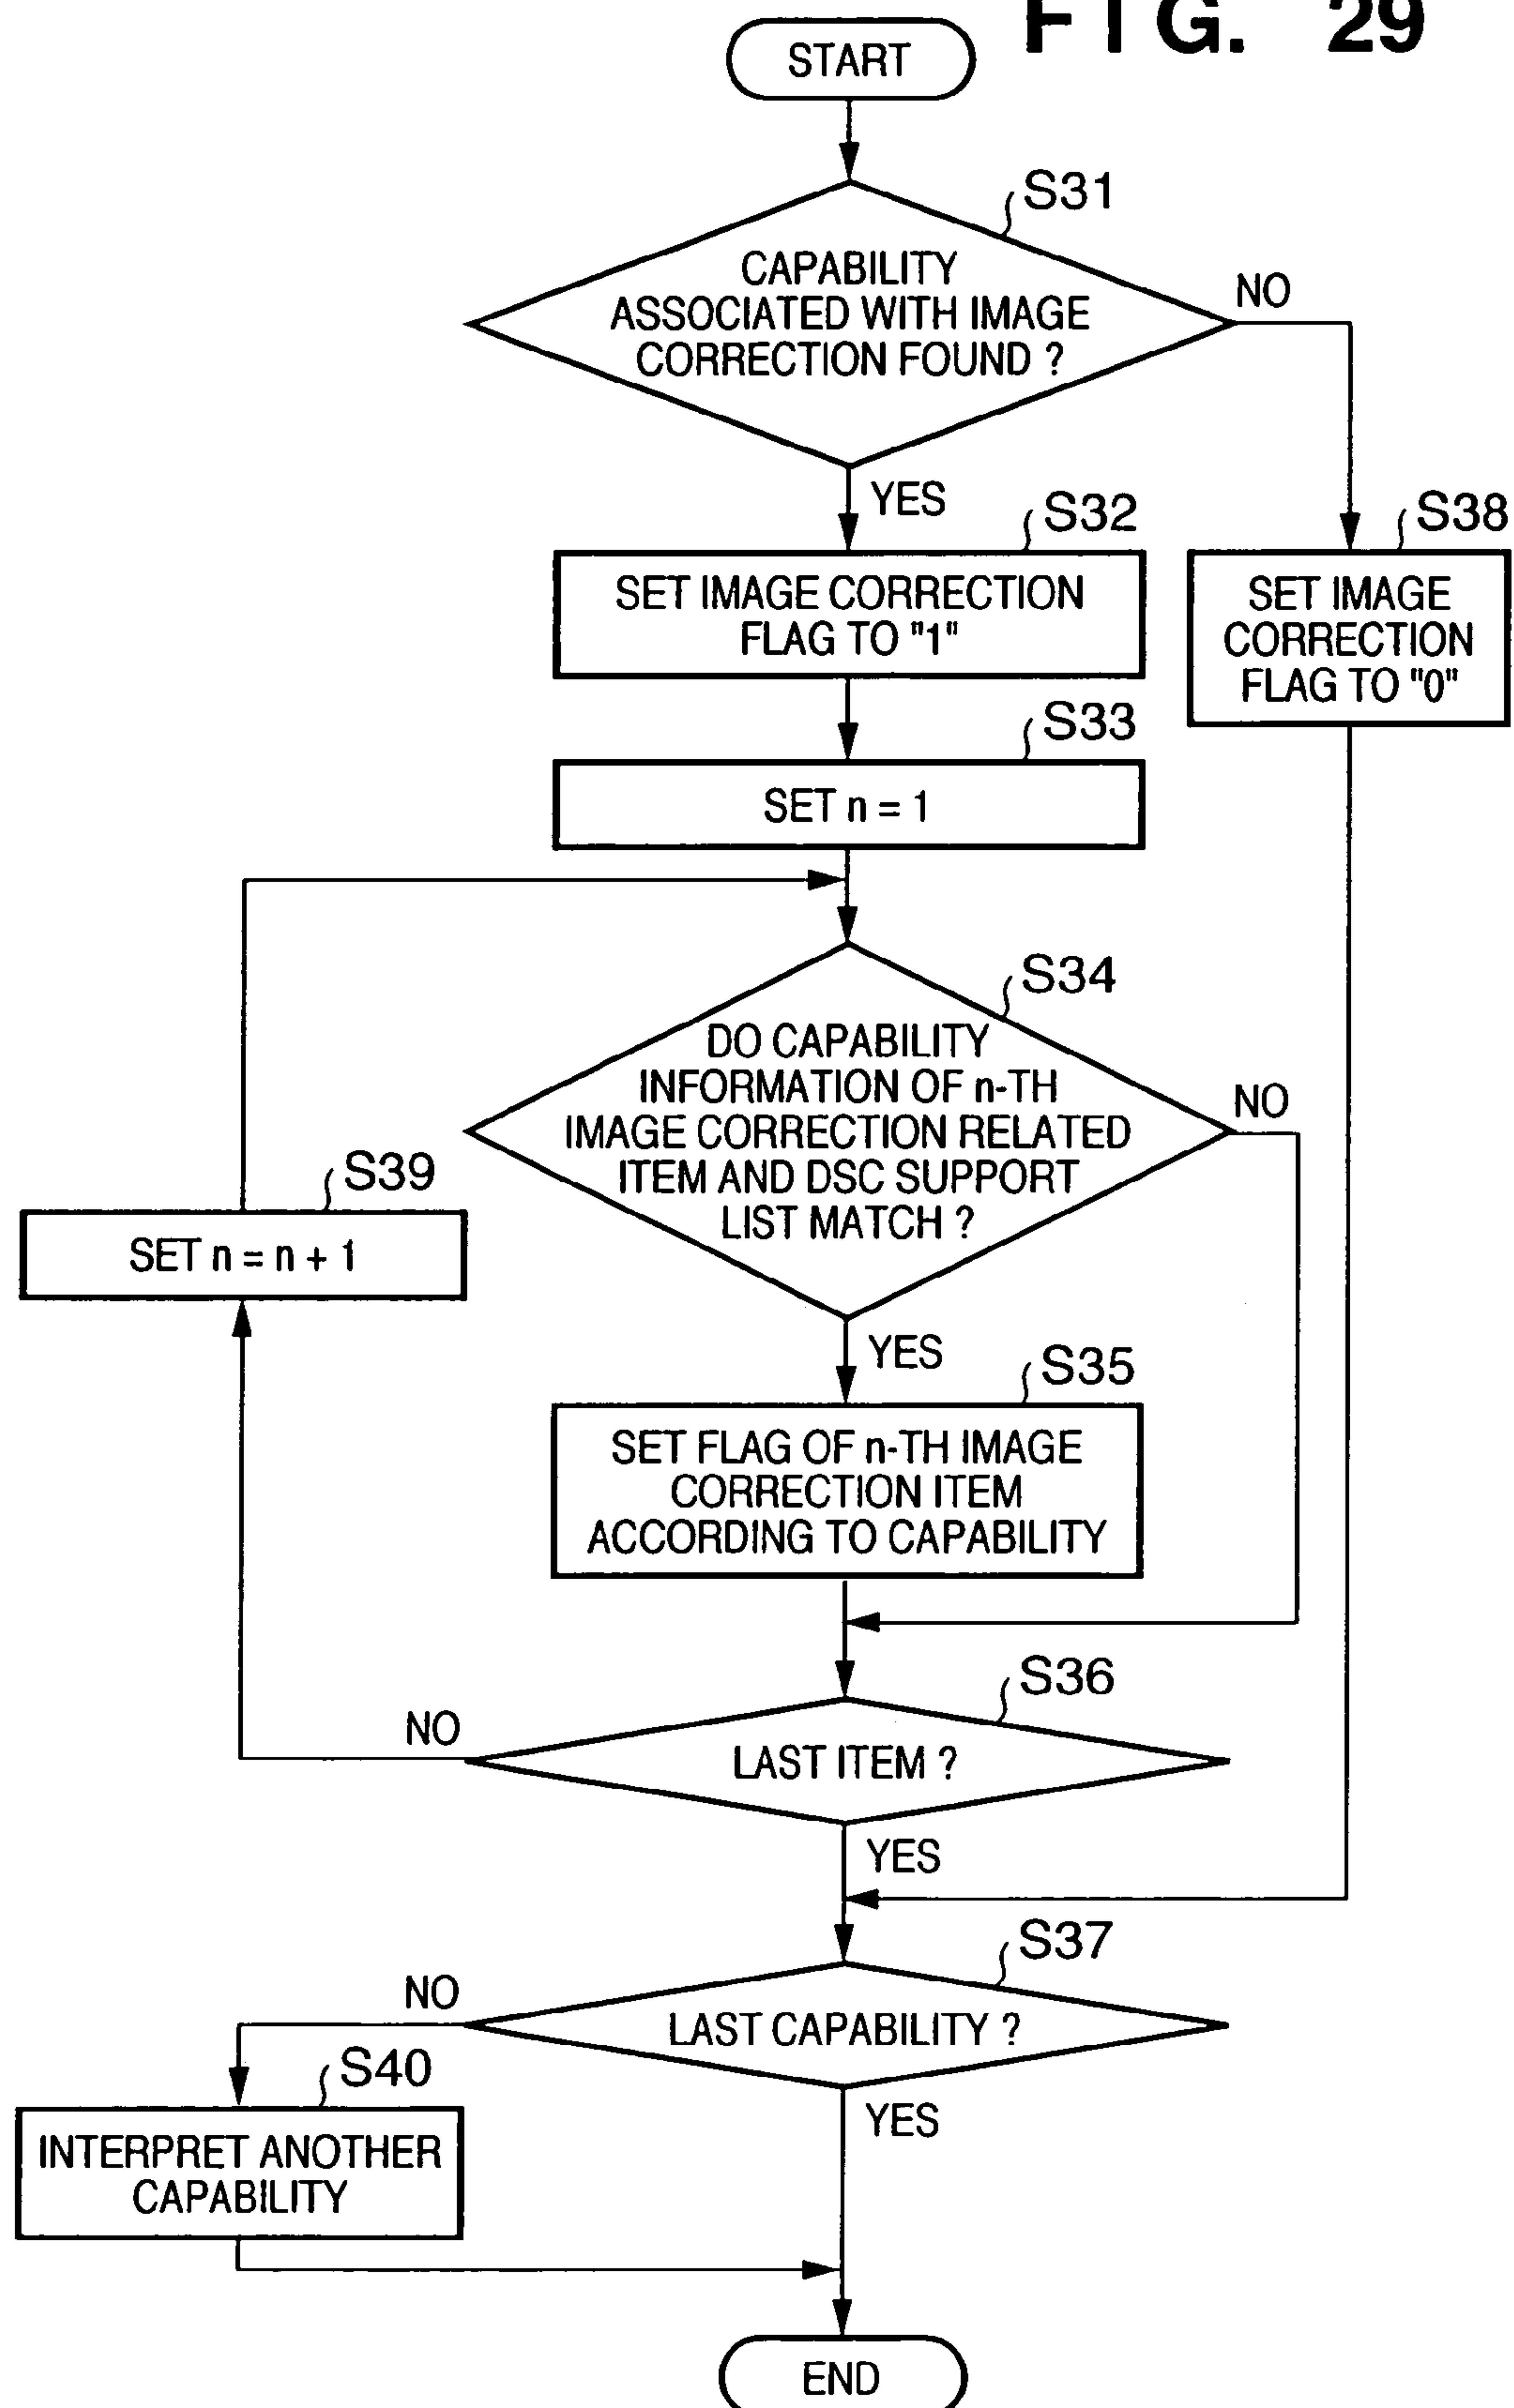 FIG. 29
START
S31
CAPABILITY
ASSOCIATED WITH IMAGE
CORRECTION FOUND ?
NO
YES
S32
SET IMAGE CORRECTION
FLAG TO "1"
S38
SET IMAGE
CORRECTION
FLAG TO "0"
S33
SET n = 1
S34
DO CAPABILITY
INFORMATION OF n-TH
IMAGE CORRECTION RELATED
ITEM AND DSC SUPPORT
LIST MATCH ?
NO
S39
SET n = n + 1
YES
S35
SET FLAG OF n-TH IMAGE
CORRECTION ITEM
ACCORDING TO CAPABILITY
S36
NO
LAST ITEM ?
YES
S37
NO
LAST CAPABILITY ?
S40
YES
INTERPRET ANOTHER
CAPABILITY
END